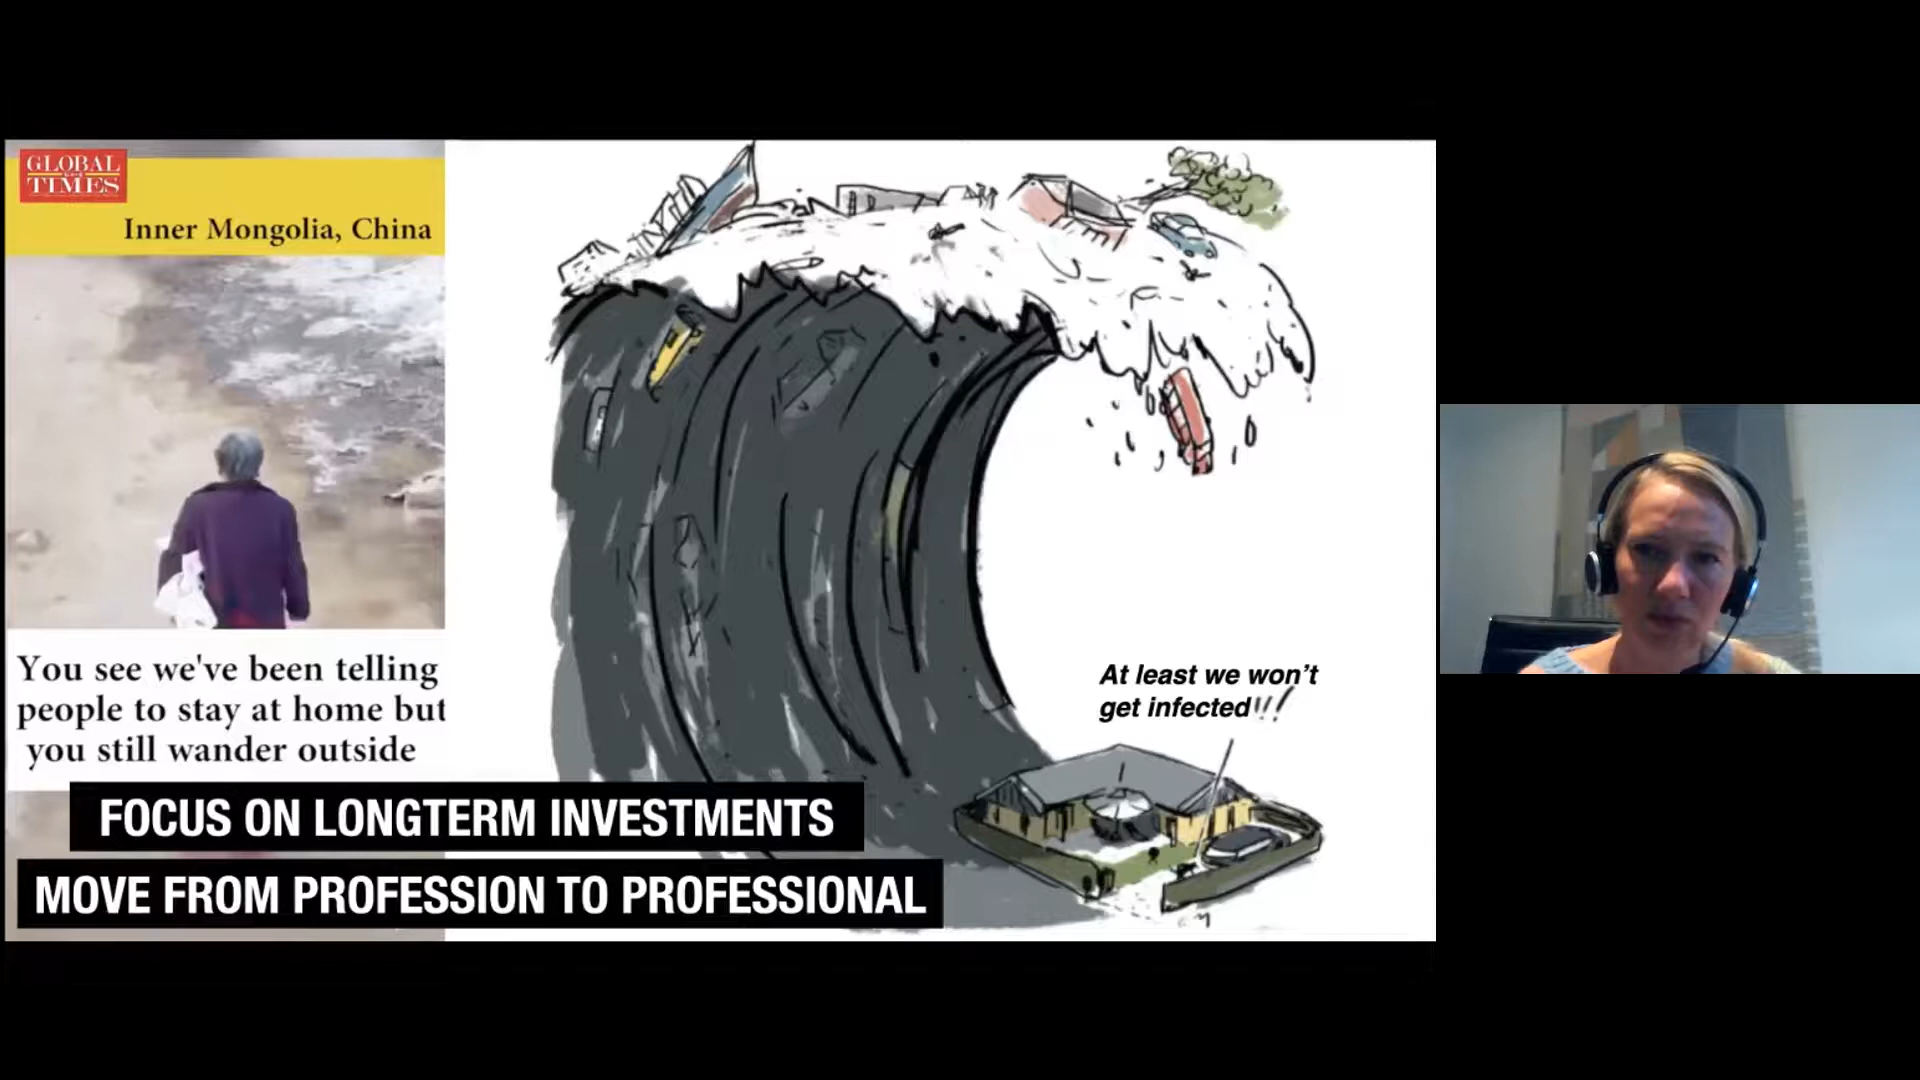 GLOBAL
TIMES
Inner Mongolia, China
You see we've been telling
people to stay at home but
you still wander outside
At least we won't
get infected!!!
FOCUS ON LONGTERM INVESTMENTS
MOVE FROM PROFESSION TO PROFESSIONAL